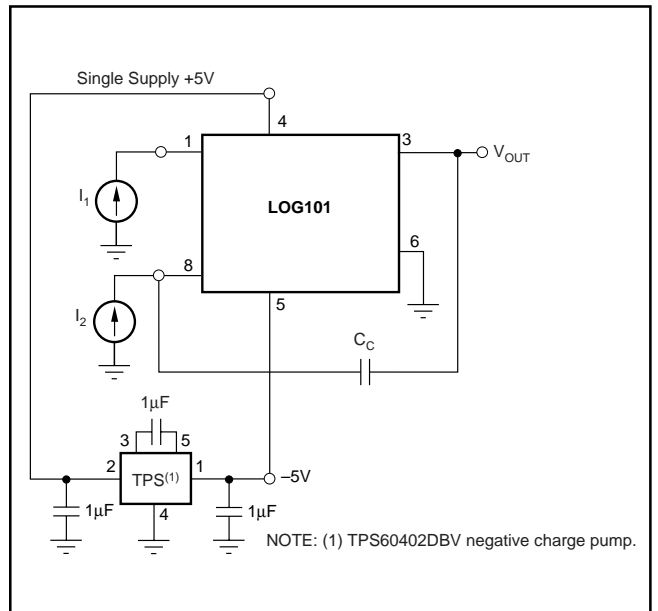 Single Supply +5V
4
1
3
V_OUT
I_1
LOG101
6
8
5
I_2
C_C
1µF
3
5
2
TPS(1)
1
–5V
1µF
4
1µF
NOTE: (1) TPS60402DBV negative charge pump.